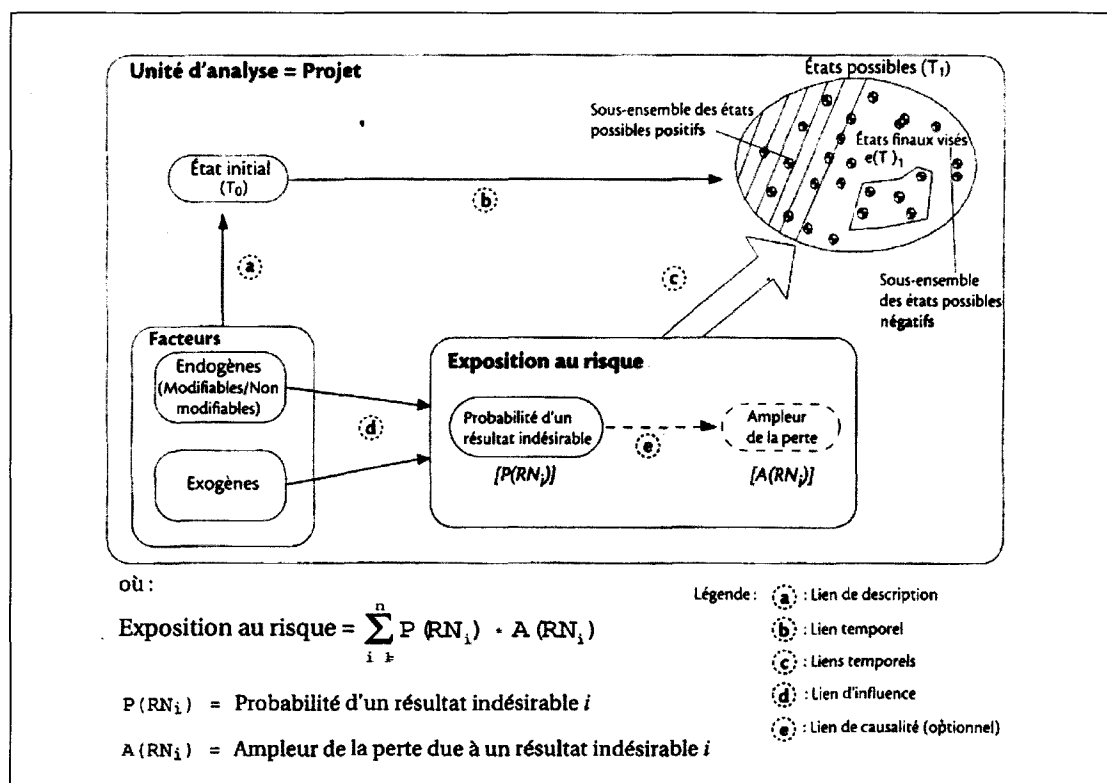 Unité d'analyse = Projet
États possibles (T₁)
Sous-ensemble des états
possibles positifs
États finaux visés
e(T )₁
État initial
(T₀)
b
a
c
Sous-ensemble
des états possibles
négatifs
Facteurs
Endogènes
(Modifiables/Non
modifiables)
Exogènes
d
Exposition au risque
Probabilité d'un
résultat indésirable
[P(RNᵢ)]
e
Ampleur
de la perte
[A(RNᵢ)]
où :
Exposition au risque = ∑ P (RNᵢ) · A (RNᵢ)
n
i =
P (RNᵢ) = Probabilité d'un résultat indésirable i
A (RNᵢ) = Ampleur de la perte due à un résultat indésirable i
Légende :
a : Lien de description
b : Lien temporel
c : Liens temporels
d : Lien d'influence
e : Lien de causalité (optionnel)